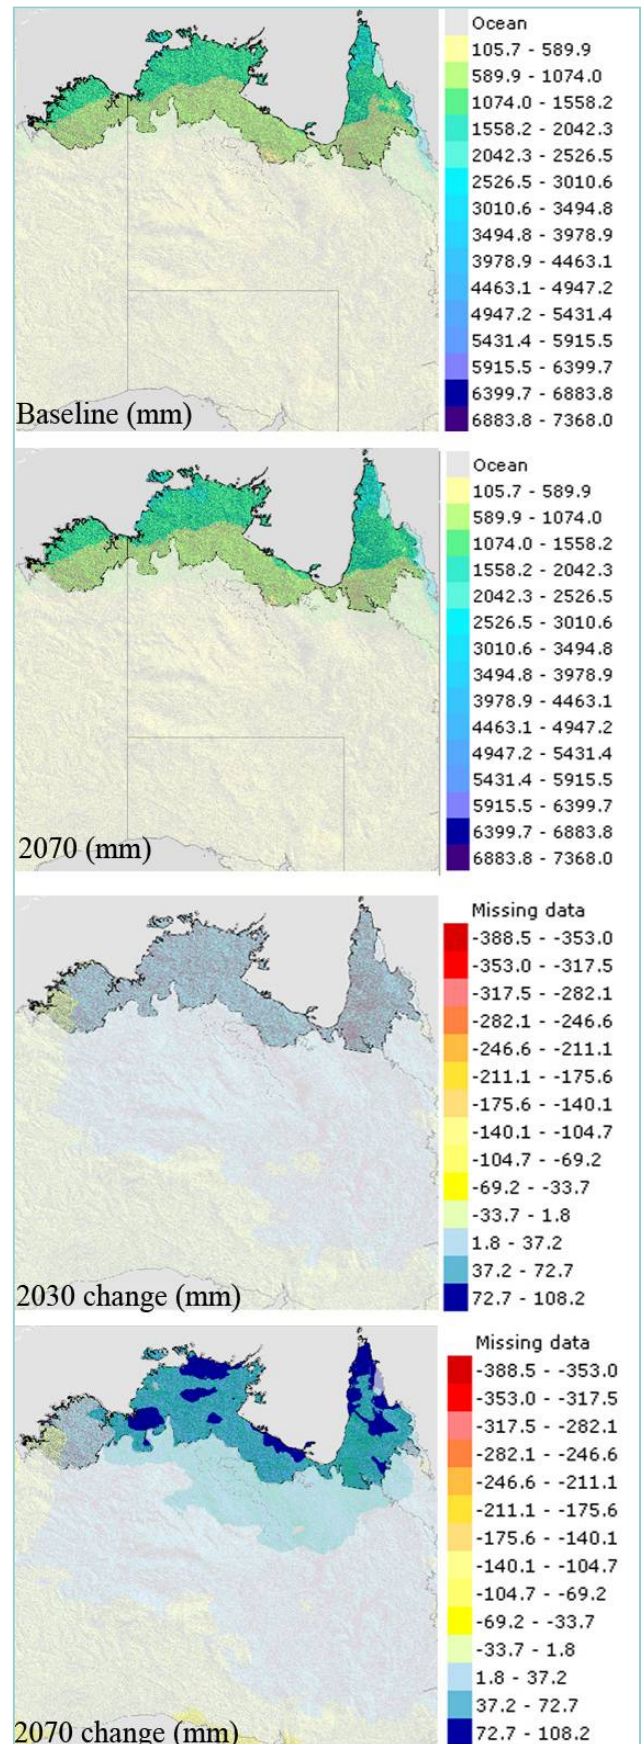 Ocean
105.7 - 589.9
589.9 - 1074.0
1074.0 - 1558.2
1558.2 - 2042.3
2042.3 - 2526.5
2526.5 - 3010.6
3010.6 - 3494.8
3494.8 - 3978.9
3978.9 - 4463.1
4463.1 - 4947.2
4947.2 - 5431.4
5431.4 - 5915.5
5915.5 - 6399.7
6399.7 - 6883.8
6883.8 - 7368.0
Baseline (mm)
Ocean
105.7 - 589.9
589.9 - 1074.0
1074.0 - 1558.2
1558.2 - 2042.3
2042.3 - 2526.5
2526.5 - 3010.6
3010.6 - 3494.8
3494.8 - 3978.9
3978.9 - 4463.1
4463.1 - 4947.2
4947.2 - 5431.4
5431.4 - 5915.5
5915.5 - 6399.7
6399.7 - 6883.8
6883.8 - 7368.0
2070 (mm)
Missing data
-388.5 - -353.0
-353.0 - -317.5
-317.5 - -282.1
-282.1 - -246.6
-246.6 - -211.1
-211.1 - -175.6
-175.6 - -140.1
-140.1 - -104.7
-104.7 - -69.2
-69.2 - -33.7
-33.7 - 1.8
1.8 - 37.2
37.2 - 72.7
72.7 - 108.2
2030 change (mm)
Missing data
-388.5 - -353.0
-353.0 - -317.5
-317.5 - -282.1
-282.1 - -246.6
-246.6 - -211.1
-211.1 - -175.6
-175.6 - -140.1
-140.1 - -104.7
-104.7 - -69.2
-69.2 - -33.7
-33.7 - 1.8
1.8 - 37.2
37.2 - 72.7
72.7 - 108.2
2070 change (mm)